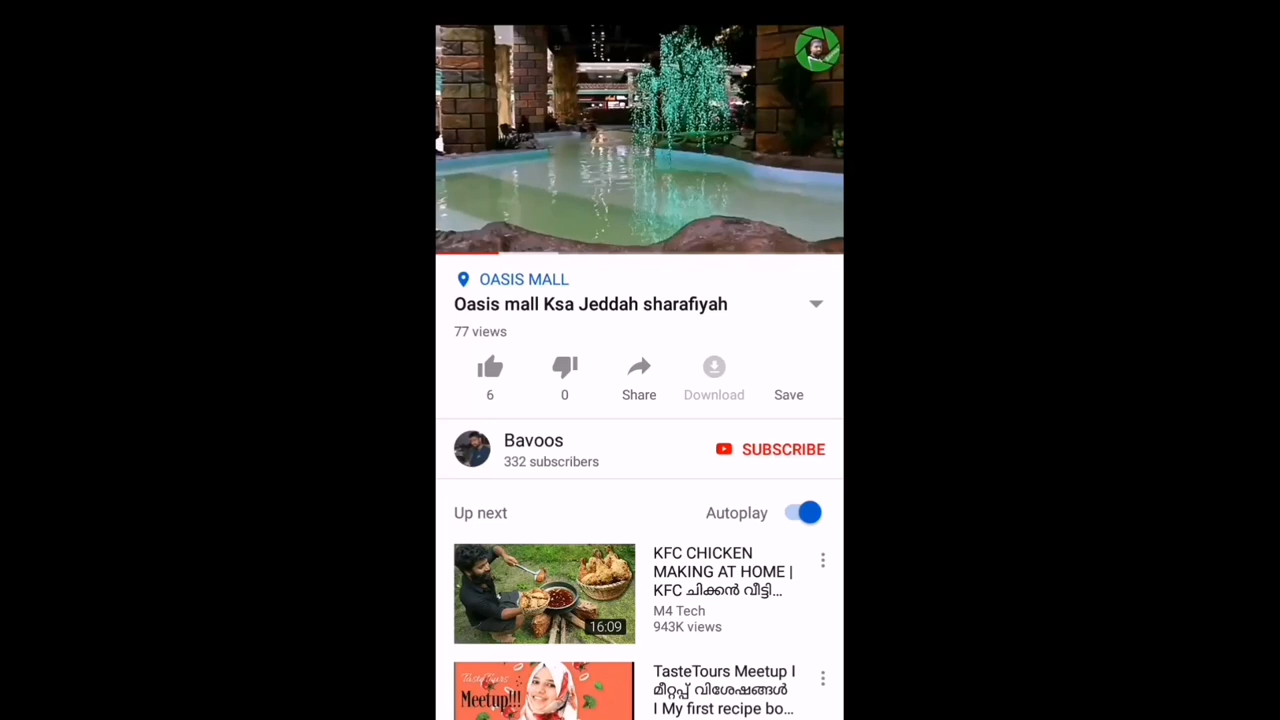 OASIS MALL
Oasis mall Ksa Jeddah sharafiyah
77 views
6
0
Share
Download
Save
Bavoos
332 subscribers
SUBSCRIBE
Up next
Autoplay
16:09
KFC CHICKEN
MAKING AT HOME |
KFC ചിക്കൻ വീട്ടി...
M4 Tech
943K views
TasteTours
Meetup!!!
TasteTours Meetup I
മീറ്റപ്പ് വിശേഷങ്ങൾ
I My first recipe bo...